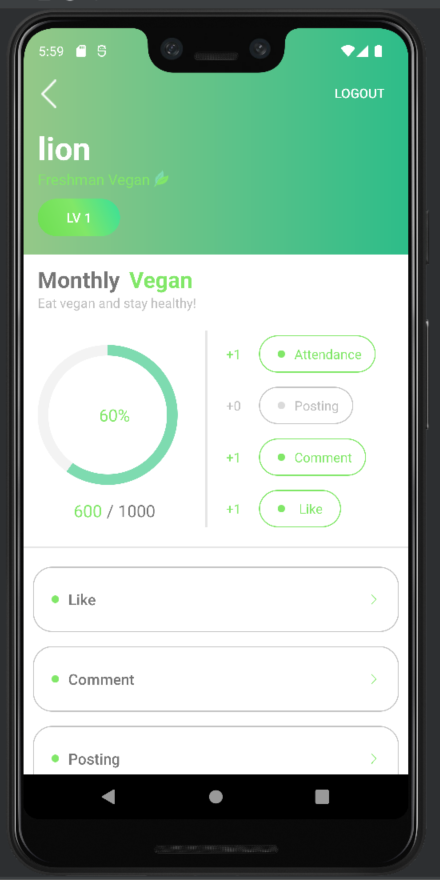 5:59
LOGOUT
lion
Freshman Vegan
LV 1
Monthly Vegan
Eat vegan and stay healthy!
+1 Attendance
+0 Posting
60%
+1 Comment
600 / 1000
+1 Like
Like
Comment
Posting